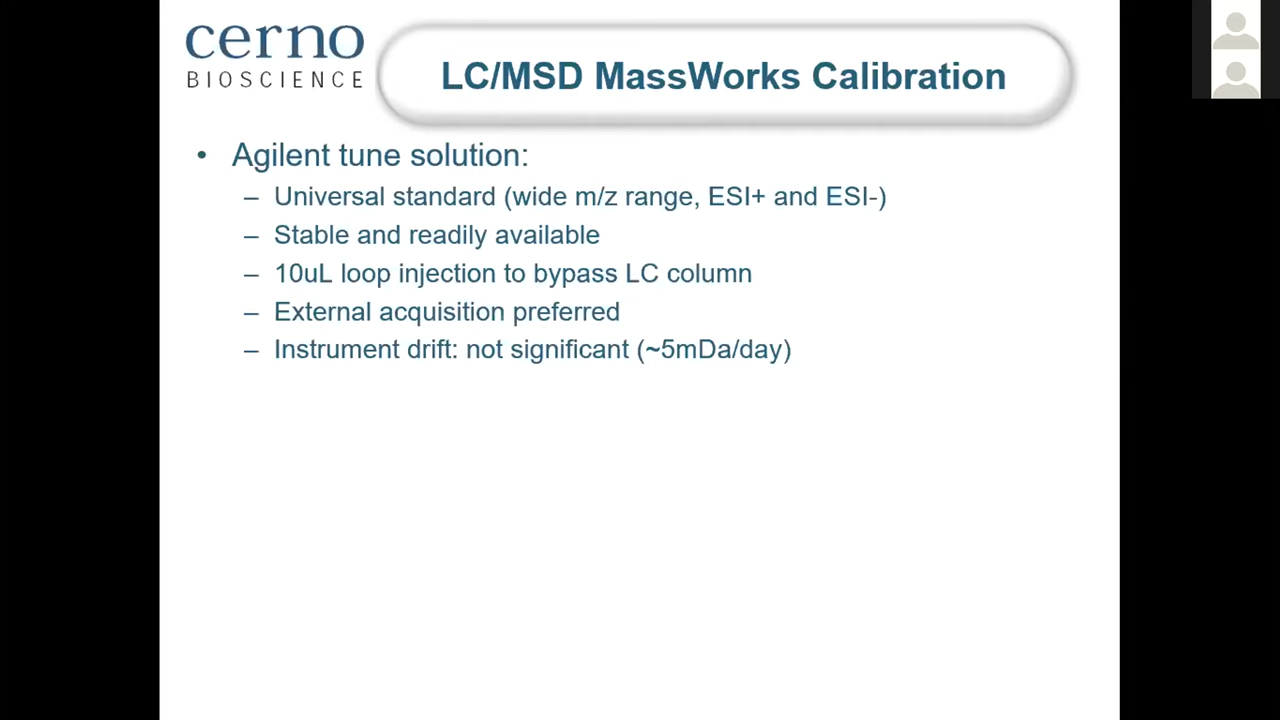 cerno
BIOSCIENCE
LC/MSD MassWorks Calibration
• Agilent tune solution:
– Universal standard (wide m/z range, ESI+ and ESI-)
– Stable and readily available
– 10uL loop injection to bypass LC column
– External acquisition preferred
– Instrument drift: not significant (~5mDa/day)